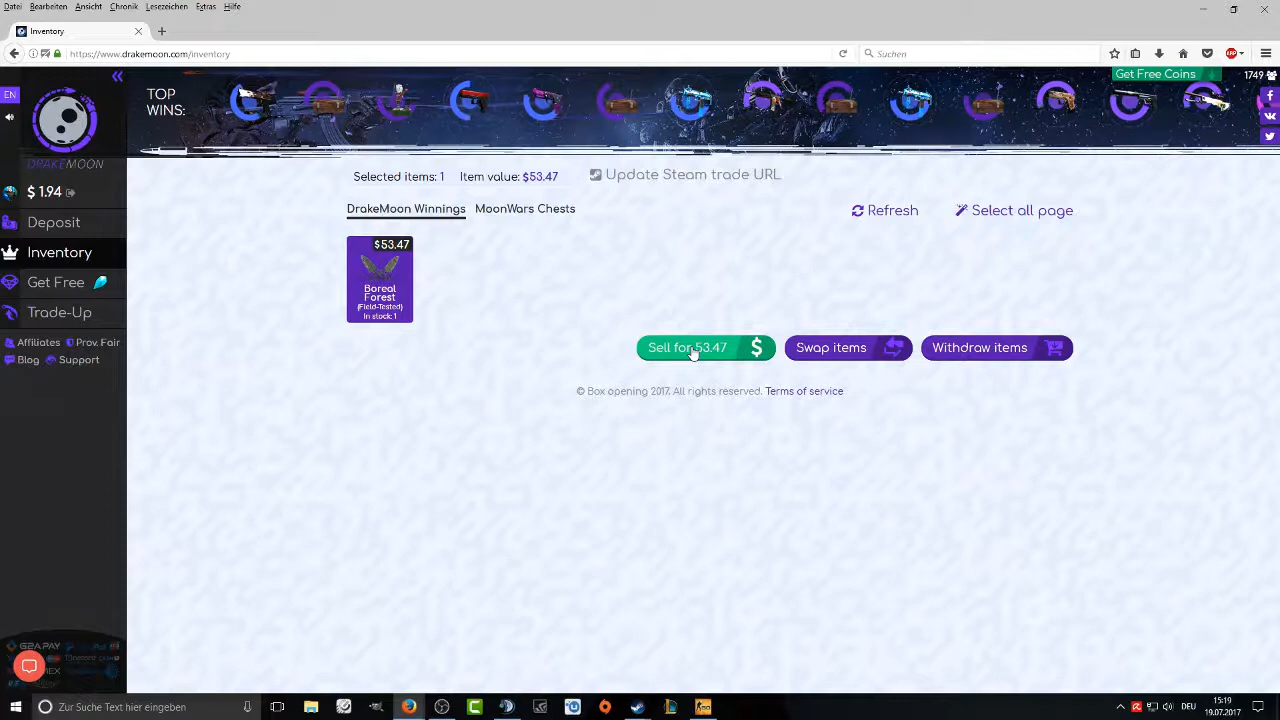 Datei Bearbeiten Ansicht Chronik Lesezeichen Extras Hilfe
Inventory
https://www.drakemoon.com/inventory
Suchen
ABP
Get Free Coins
1749
EN
TOP
WINS:
DRAKEMOON
$ 1.94
Deposit
Inventory
Get Free
Trade-Up
Affiliates Prov. Fair
Blog Support
Selected items: 1 Item value: $53.47 Update Steam trade URL
DrakeMoon Winnings MoonWars Chests Refresh Select all page
$53.47
Boreal
Forest
(Field-Tested)
In stock: 1
Sell for 53.47 $ Swap items Withdraw items
© Box opening 2017. All rights reserved. Terms of service
G2A PAY
Zur Suche Text hier eingeben
DEU
15:19
19.07.2017